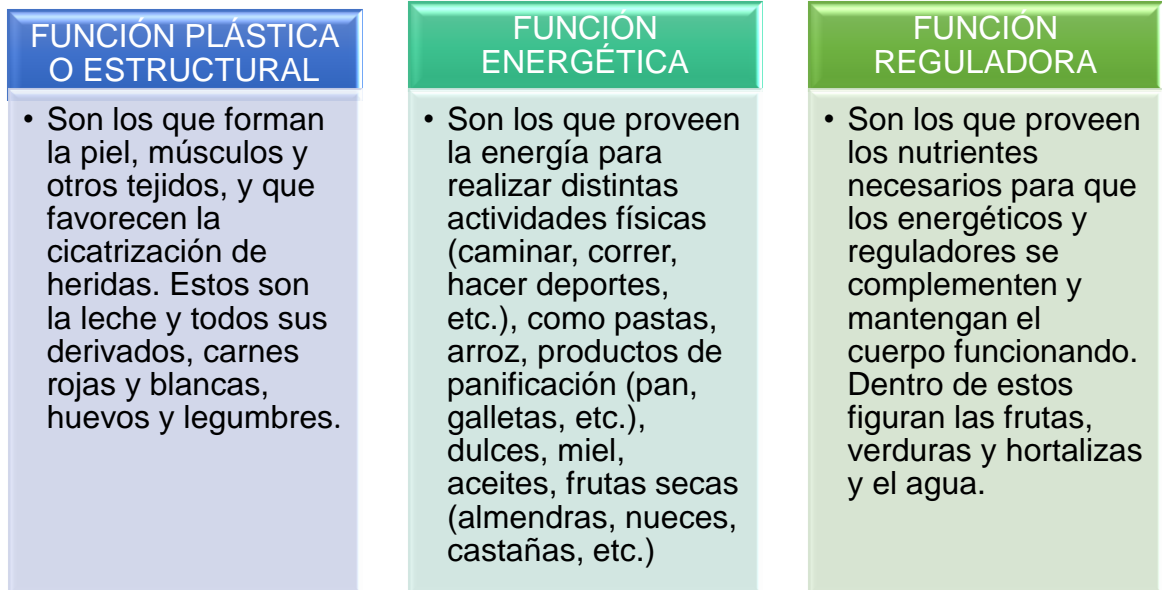 FUNCIÓN PLÁSTICA
O ESTRUCTURAL
• Son los que forman
la piel, músculos y
otros tejidos, y que
favorecen la
cicatrización de
heridas. Estos son
la leche y todos sus
derivados, carnes
rojas y blancas,
huevos y legumbres.
FUNCIÓN
ENERGÉTICA
• Son los que proveen
la energía para
realizar distintas
actividades físicas
(caminar, correr,
hacer deportes,
etc.), como pastas,
arroz, productos de
panificación (pan,
galletas, etc.),
dulces, miel,
aceites, frutas secas
(almendras, nueces,
castañas, etc.)
FUNCIÓN
REGULADORA
• Son los que proveen
los nutrientes
necesarios para que
los energéticos y
reguladores se
complementen y
mantengan el
cuerpo funcionando.
Dentro de estos
figuran las frutas,
verduras y hortalizas
y el agua.